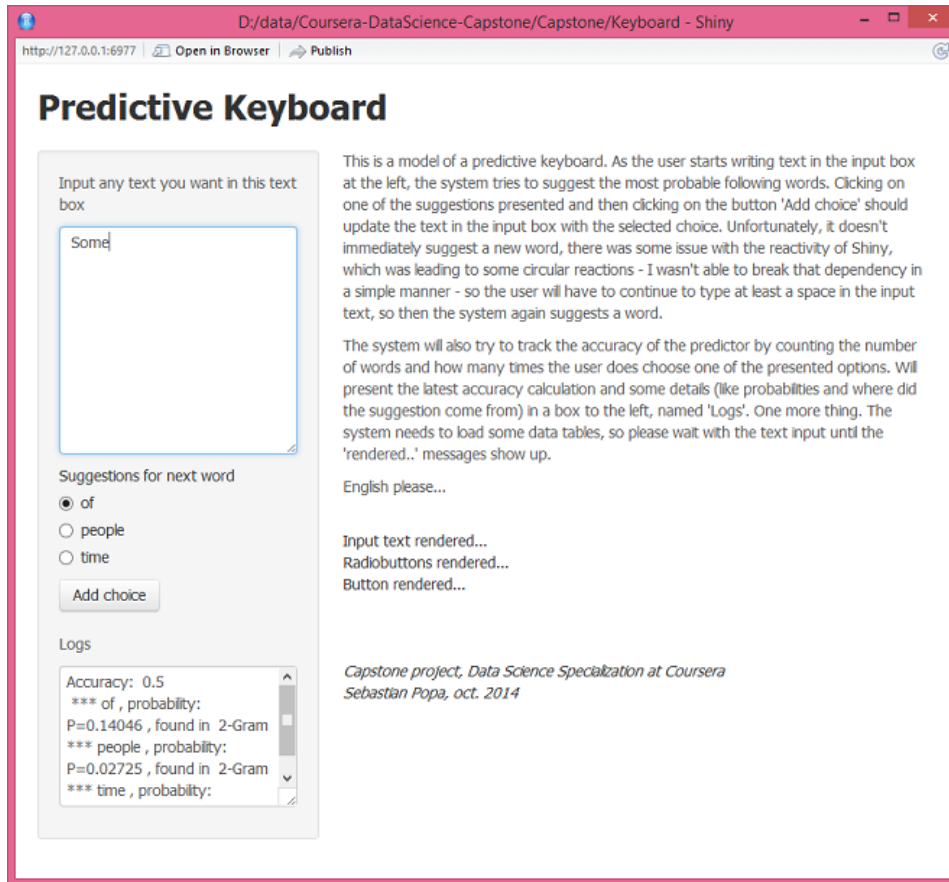 D:/data/Coursera-DataScience-Capstone/Capstone/Keyboard - Shiny
http://127.0.0.1:6977 Open in Browser Publish
Predictive Keyboard
Input any text you want in this text
box
Some
Suggestions for next word
of
people
time
Add choice
Logs
Accuracy: 0.5
*** of , probability:
P=0.14046 , found in 2-Gram
*** people , probability:
P=0.02725 , found in 2-Gram
*** time , probability:
This is a model of a predictive keyboard. As the user starts writing text in the input box
at the left, the system tries to suggest the most probable following words. Clicking on
one of the suggestions presented and then clicking on the button 'Add choice' should
update the text in the input box with the selected choice. Unfortunately, it doesn't
immediately suggest a new word, there was some issue with the reactivity of Shiny,
which was leading to some circular reactions - I wasn't able to break that dependency in
a simple manner - so the user will have to continue to type at least a space in the input
text, so then the system again suggests a word.
The system will also try to track the accuracy of the predictor by counting the number
of words and how many times the user does choose one of the presented options. Will
present the latest accuracy calculation and some details (like probabilities and where did
the suggestion come from) in a box to the left, named 'Logs'. One more thing. The
system needs to load some data tables, so please wait with the text input until the
'rendered..' messages show up.
English please...
Input text rendered...
Radiobuttons rendered...
Button rendered...
Capstone project, Data Science Specialization at Coursera
Sebastian Popa, oct. 2014